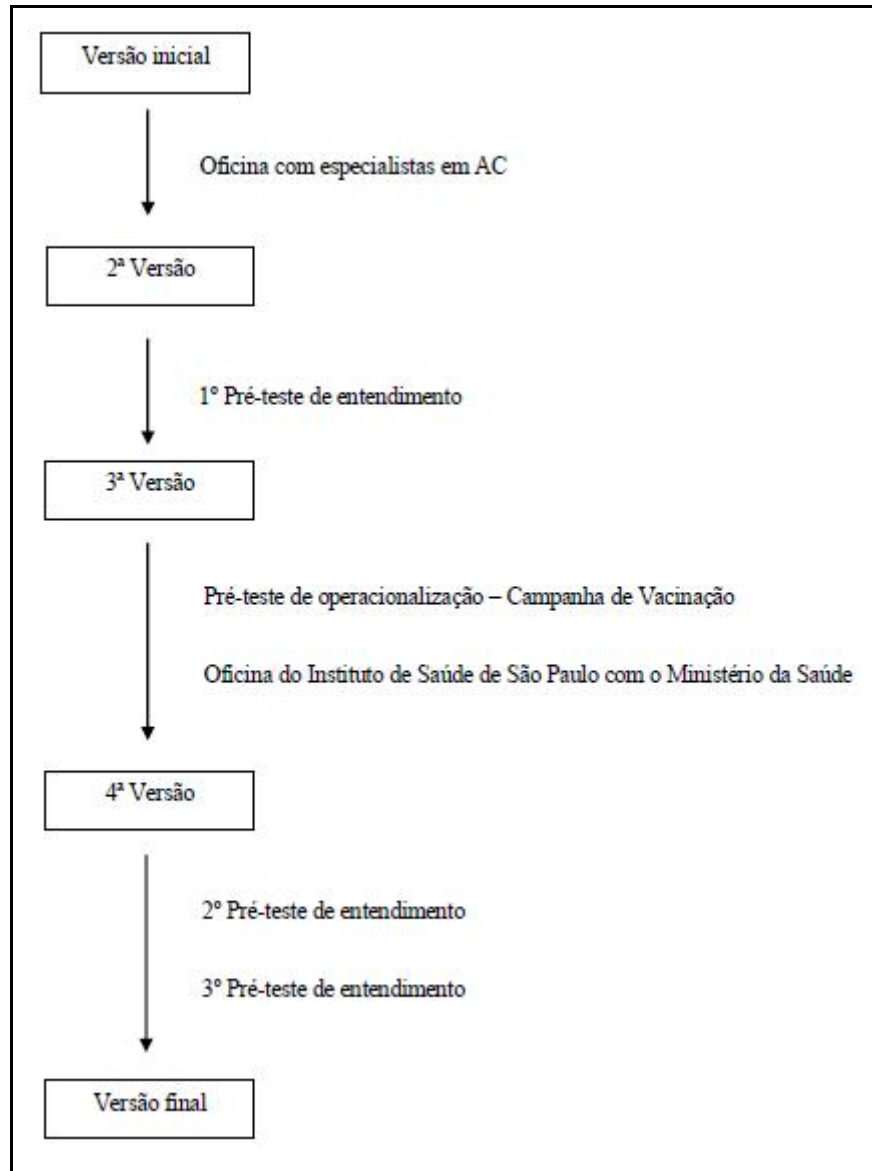 Versão inicial
Oficina com especialistas em AC
2ª Versão
1º Pré-teste de entendimento
3ª Versão
Pré-teste de operacionalização – Campanha de Vacinação
Oficina do Instituto de Saúde de São Paulo com o Ministério da Saúde
4ª Versão
2º Pré-teste de entendimento
3º Pré-teste de entendimento
Versão final